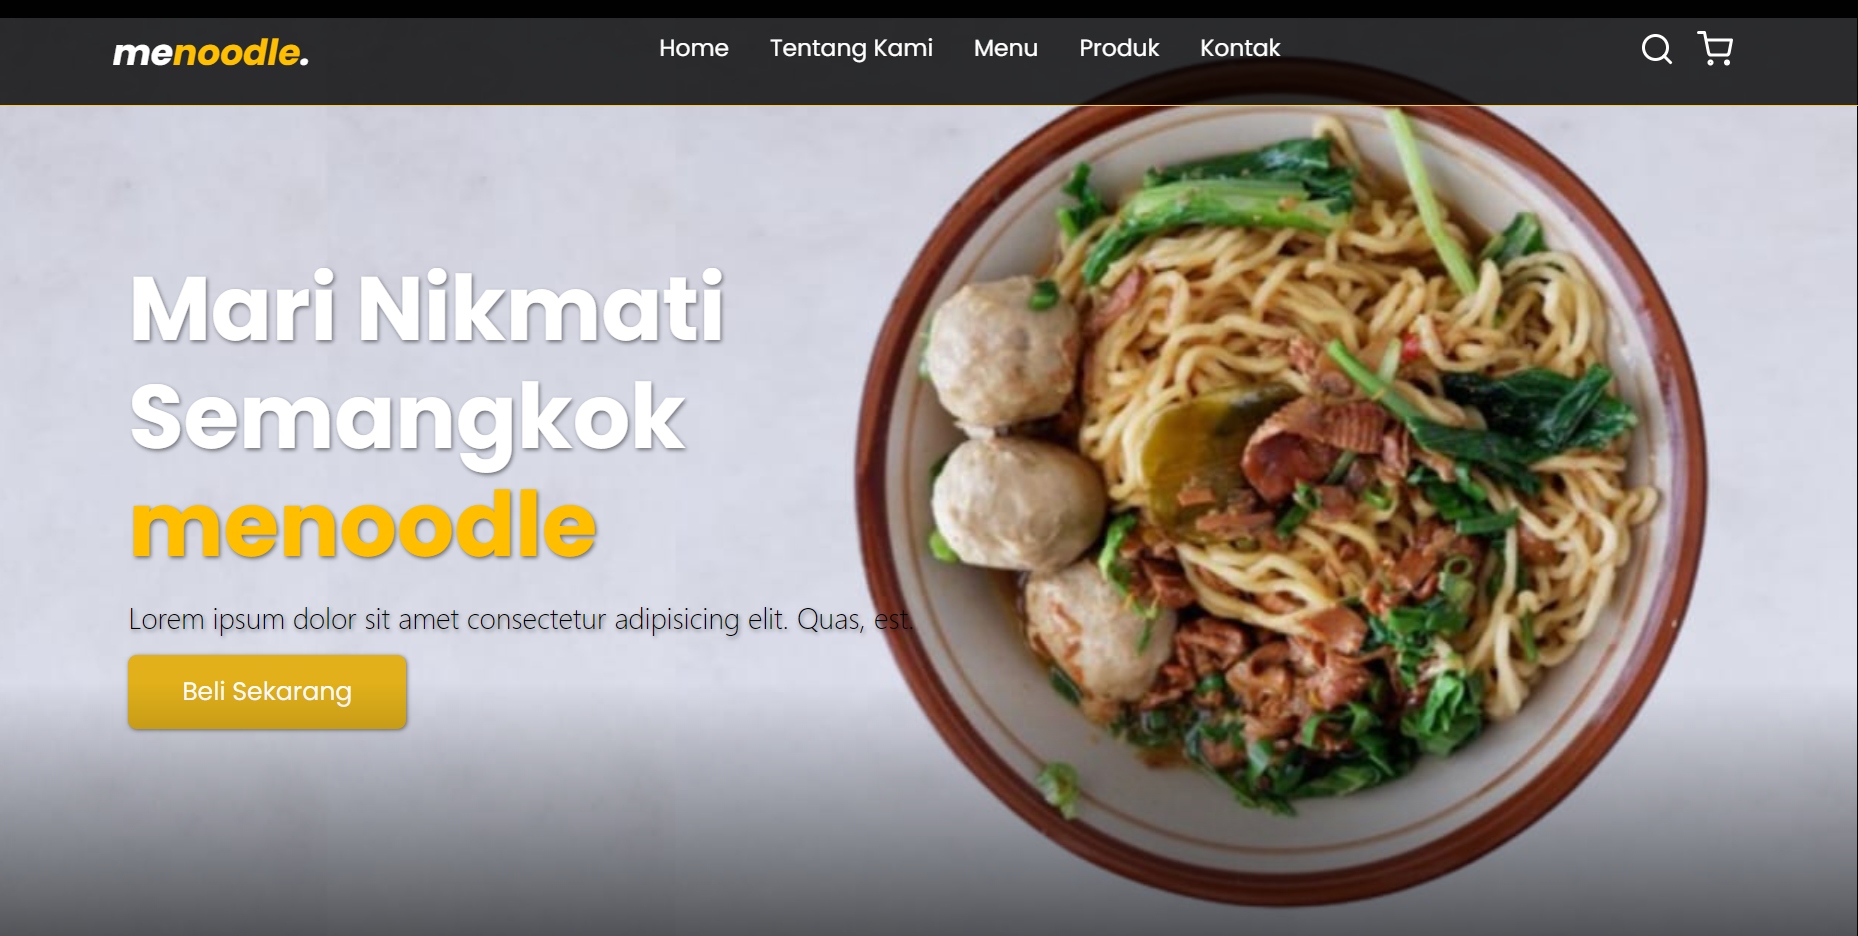 menoodle.
Home Tentang Kami Menu Produk Kontak
Mari Nikmati
Semangkok
menoodle
Lorem ipsum dolor sit amet consectetur adipisicing elit. Quas, est.
Beli Sekarang